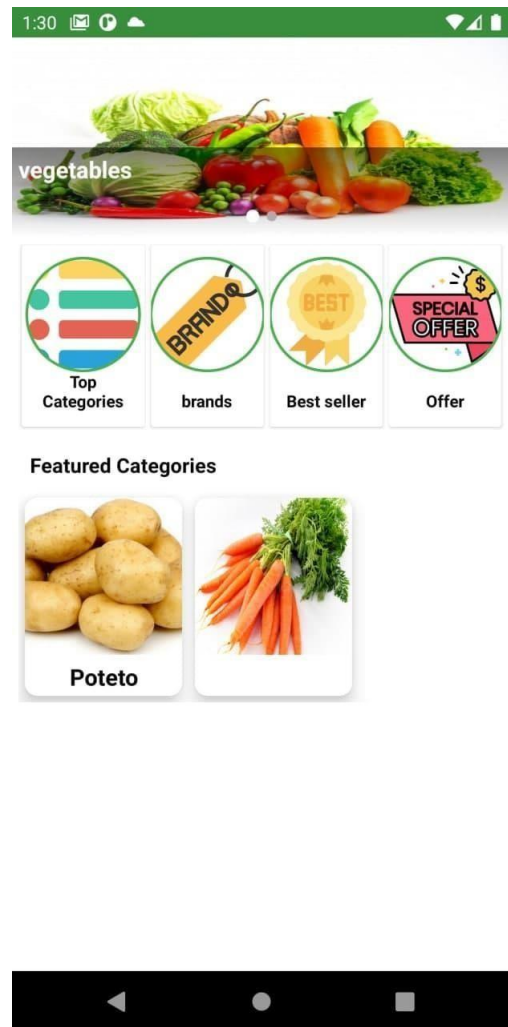 1:30
vegetables
BRAND
BEST
SPECIAL
OFFER
$
Top
Categories
brands
Best seller
Offer
Featured Categories
Poteto